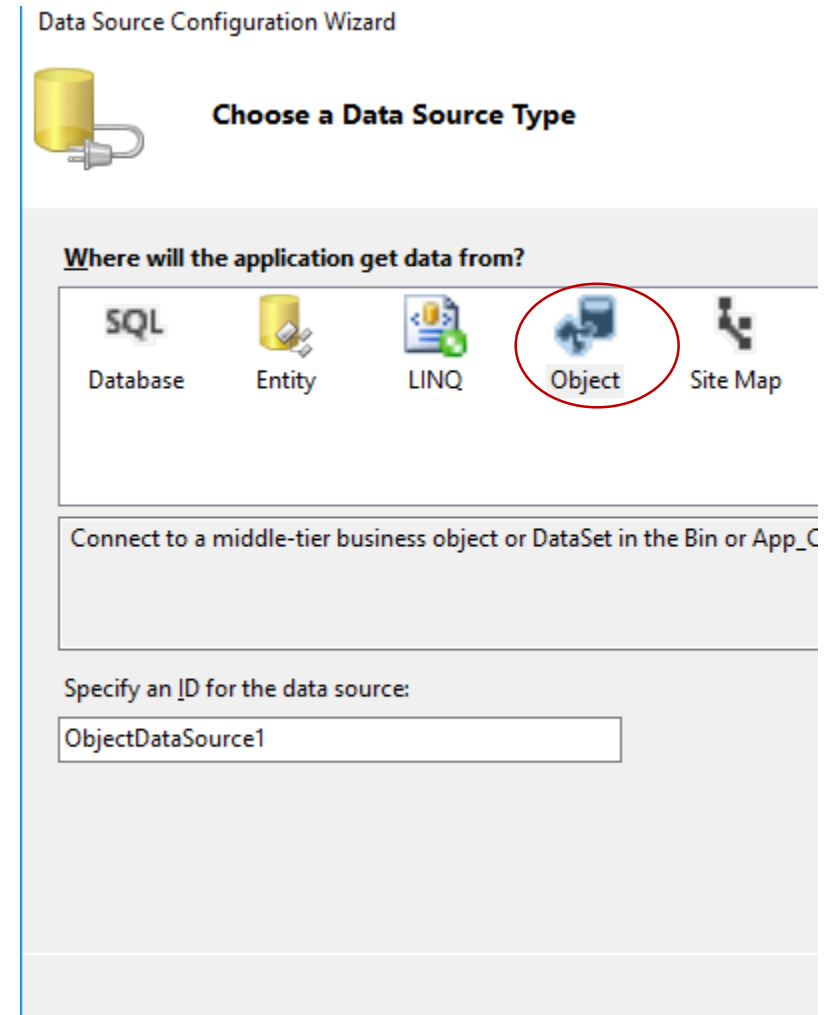 Data Source Configuration Wizard
Choose a Data Source Type
Where will the application get data from?
SQL
Database Entity LINQ Object Site Map
Connect to a middle-tier business object or DataSet in the Bin or
Specify an ID for the data source:
ObjectDataSource1